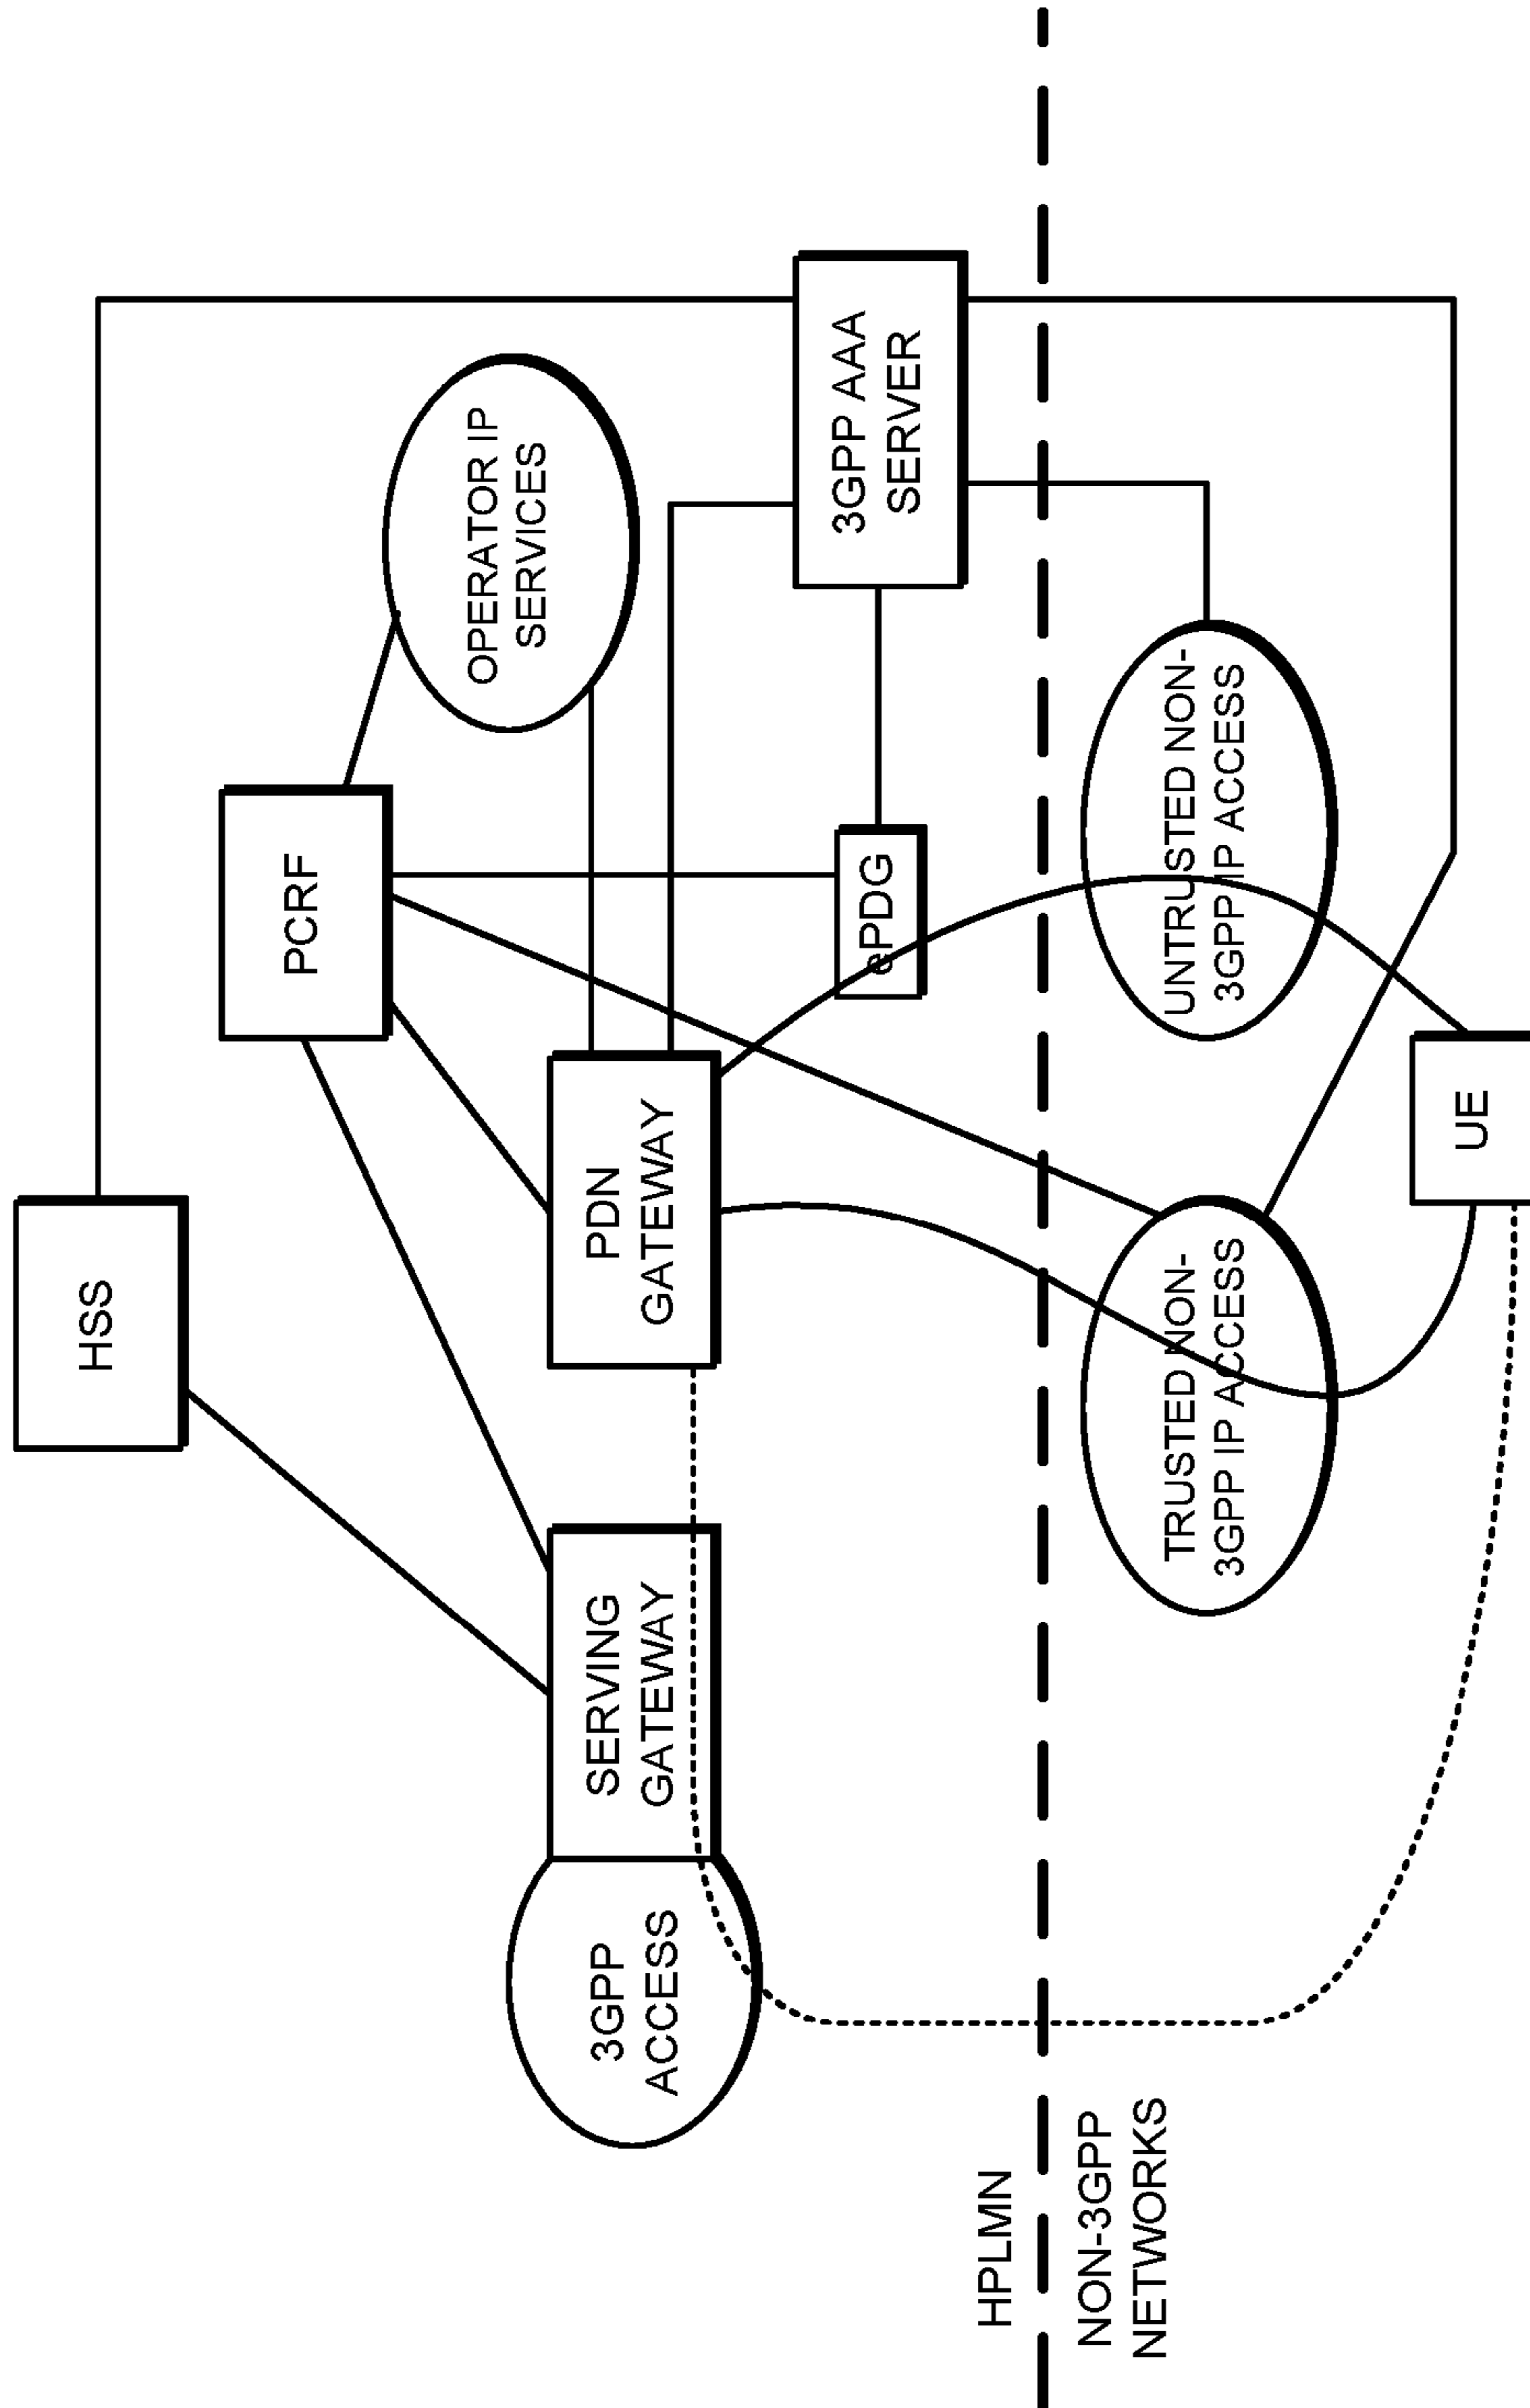 HSS
PCRF
OPERATOR IP
SERVICES
3GPP
ACCESS
SERVING
GATEWAY
PDN
GATEWAY
ePDG
3GPP AAA
SERVER
HPLMN
NON-3GPP
NETWORKS
TRUSTED NON-
3GPP IP ACCESS
UNTRUSTED NON-
3GPP IP ACCESS
UE